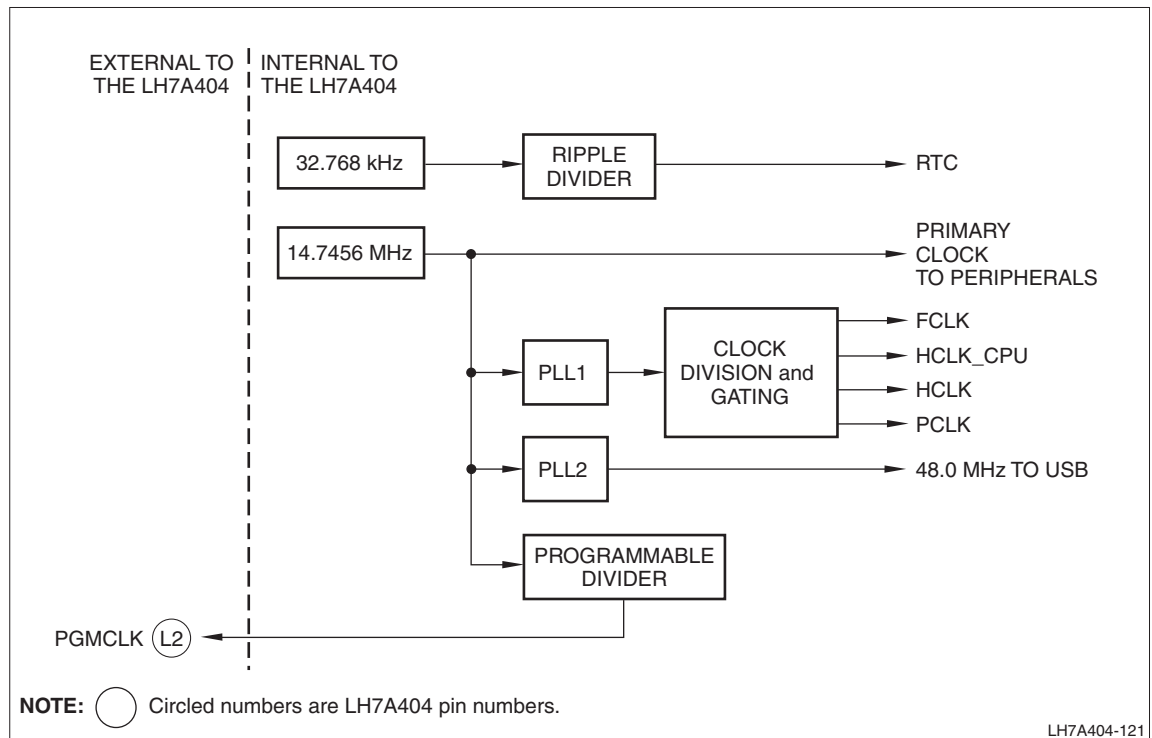 EXTERNAL TO
THE LH7A404
INTERNAL TO
THE LH7A404
32.768 kHz
RIPPLE
DIVIDER
RTC
14.7456 MHz
PRIMARY
CLOCK
TO PERIPHERALS
PLL1
CLOCK
DIVISION and
GATING
FCLK
HCLK_CPU
HCLK
PCLK
PLL2
48.0 MHz TO USB
PROGRAMMABLE
DIVIDER
PGMCLK L2
NOTE: Circled numbers are LH7A404 pin numbers.
LH7A404-121